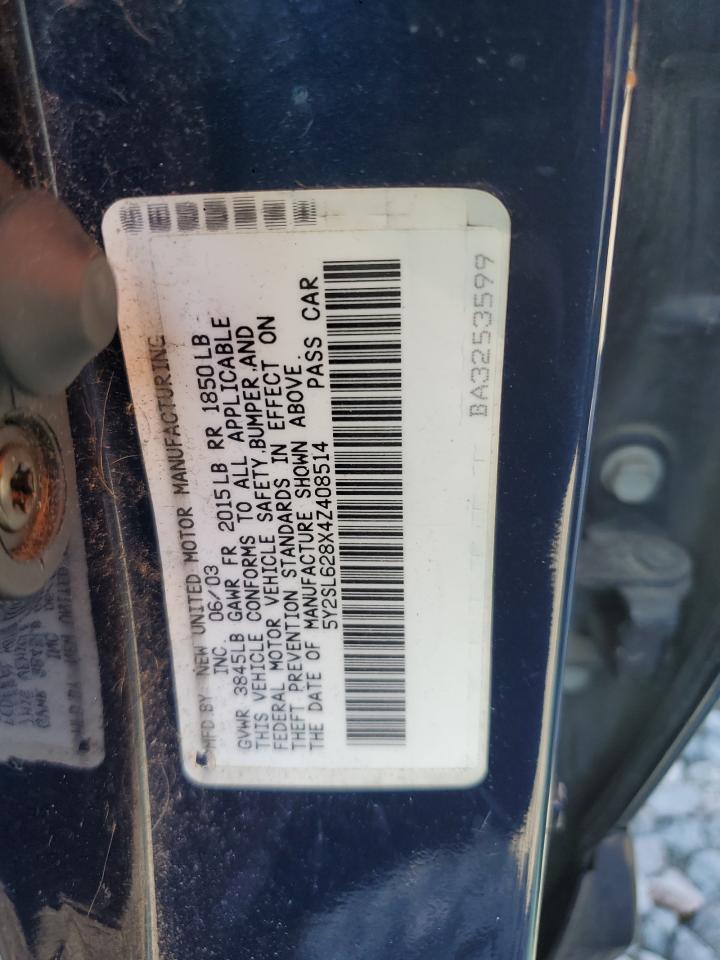 MFD.BY NEW UNITED MOTOR MANUFACTURING
INC 06/03
GVWR 3845LB GAWR FR 2015LB RR 1850LB
THIS VEHICLE CONFORMS TO ALL APPLICABLE
FEDERAL MOTOR VEHICLE SAFETY,BUMPER,AND
THEFT PREVENTION STANDARDS IN EFFECT ON
THE DATE OF MANUFACTURE SHOWN ABOVE.
5Y2SL628X4Z408514 PASS CAR
BA3253599